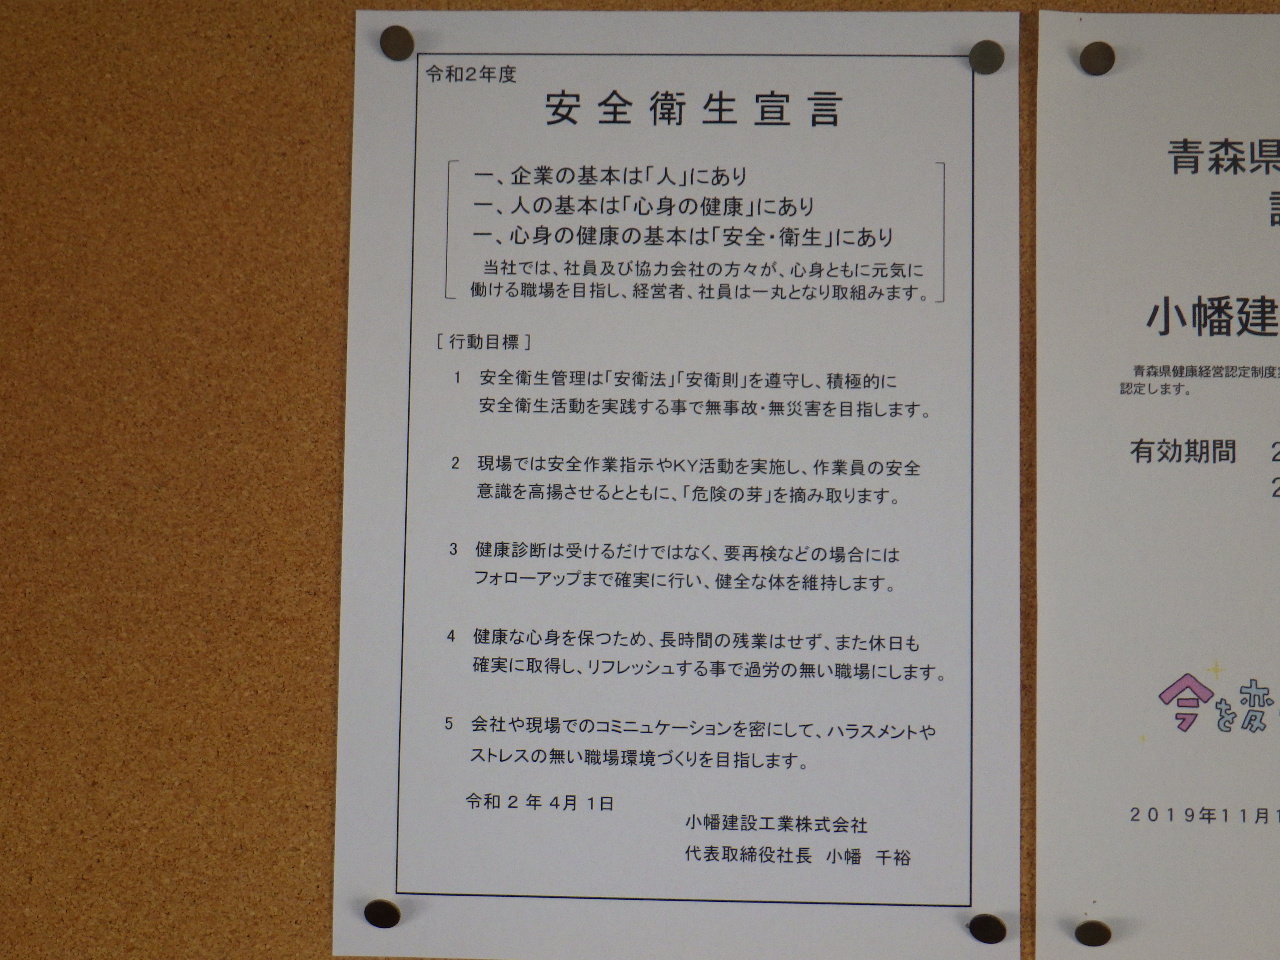 令和2年度
安全衛生宣言
一、企業の基本は「人」にあり
一、人の基本は「心身の健康」にあり
一、心身の健康の基本は「安全・衛生」にあり
当社では、社員及び協力会社の方々が、心身ともに元気に
働ける職場を目指し、経営者、社員は一丸となり取組みます。
[ 行動目標 ]
1 安全衛生管理は「安衛法」「安衛則」を遵守し、積極的に
安全衛生活動を実践する事で無事故・無災害を目指します。
2 現場では安全作業指示やKY活動を実施し、作業員の安全
意識を高揚させるとともに、「危険の芽」を摘み取ります。
3 健康診断は受けるだけではなく、要再検などの場合には
フォローアップまで確実に行い、健全な体を維持します。
4 健康な心身を保つため、長時間の残業はせず、また休日も
確実に取得し、リフレッシュする事で過労の無い職場にします。
5 会社や現場でのコミニュケーションを密にして、ハラスメントや
ストレスの無い職場環境づくりを目指します。
令和 2 年 4月 1日
小幡建設工業株式会社
代表取締役社長 小幡 千裕
青森県
小幡建
青森県健康経営認定制度
認定します。
有効期間 2
2
今を変
2019年11月1